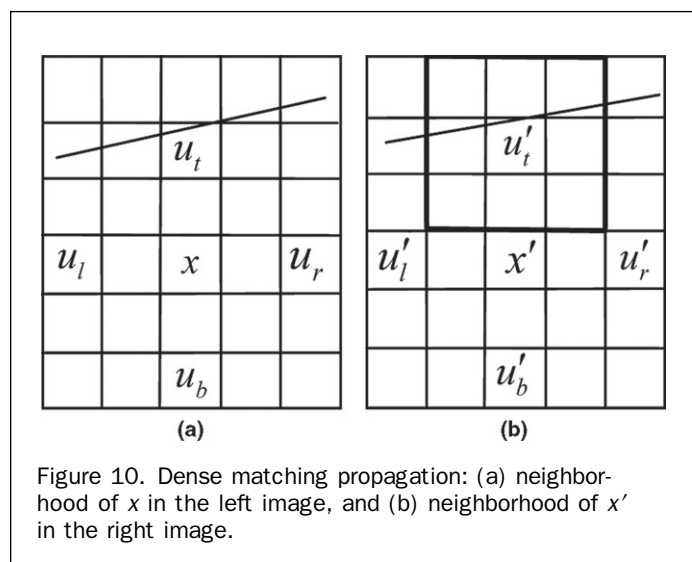 u_t u'_t
u_l x u_r u'_l x' u'_r
u_b u'_b
(a) (b)
Figure 10. Dense matching propagation: (a) neighbor-
hood of x in the left image, and (b) neighborhood of x′
in the right image.